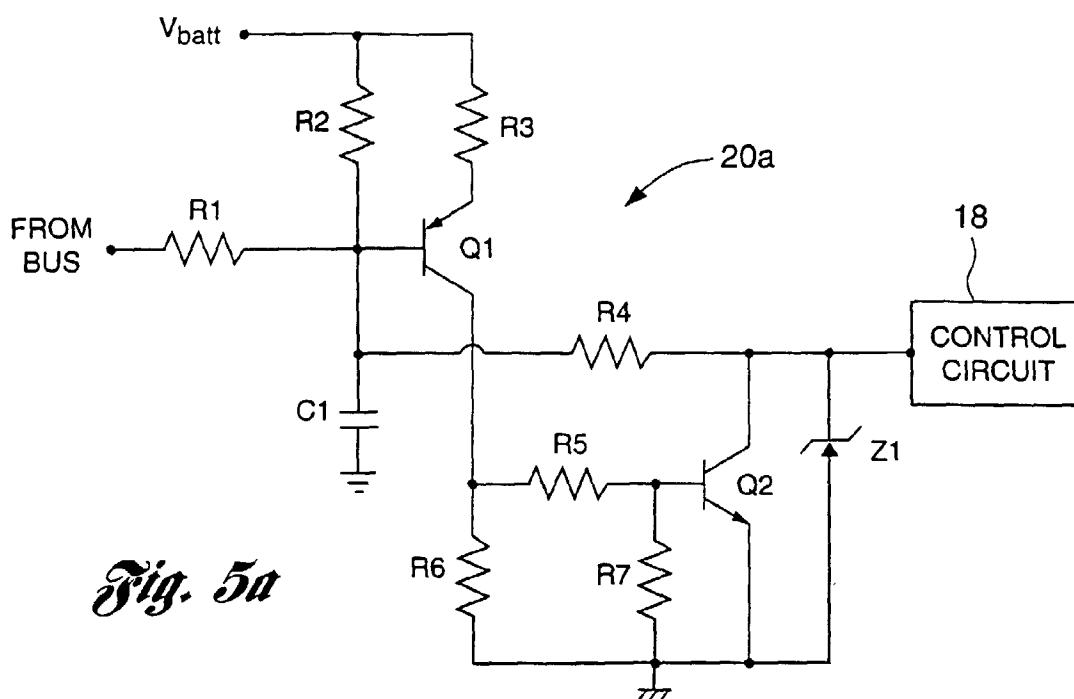 Vbatt
R2
R3
20a
R1
FROM
BUS
Q1
18
R4
CONTROL
CIRCUIT
C1
R5
Q2
Z1
R6
R7
Fig. 5a